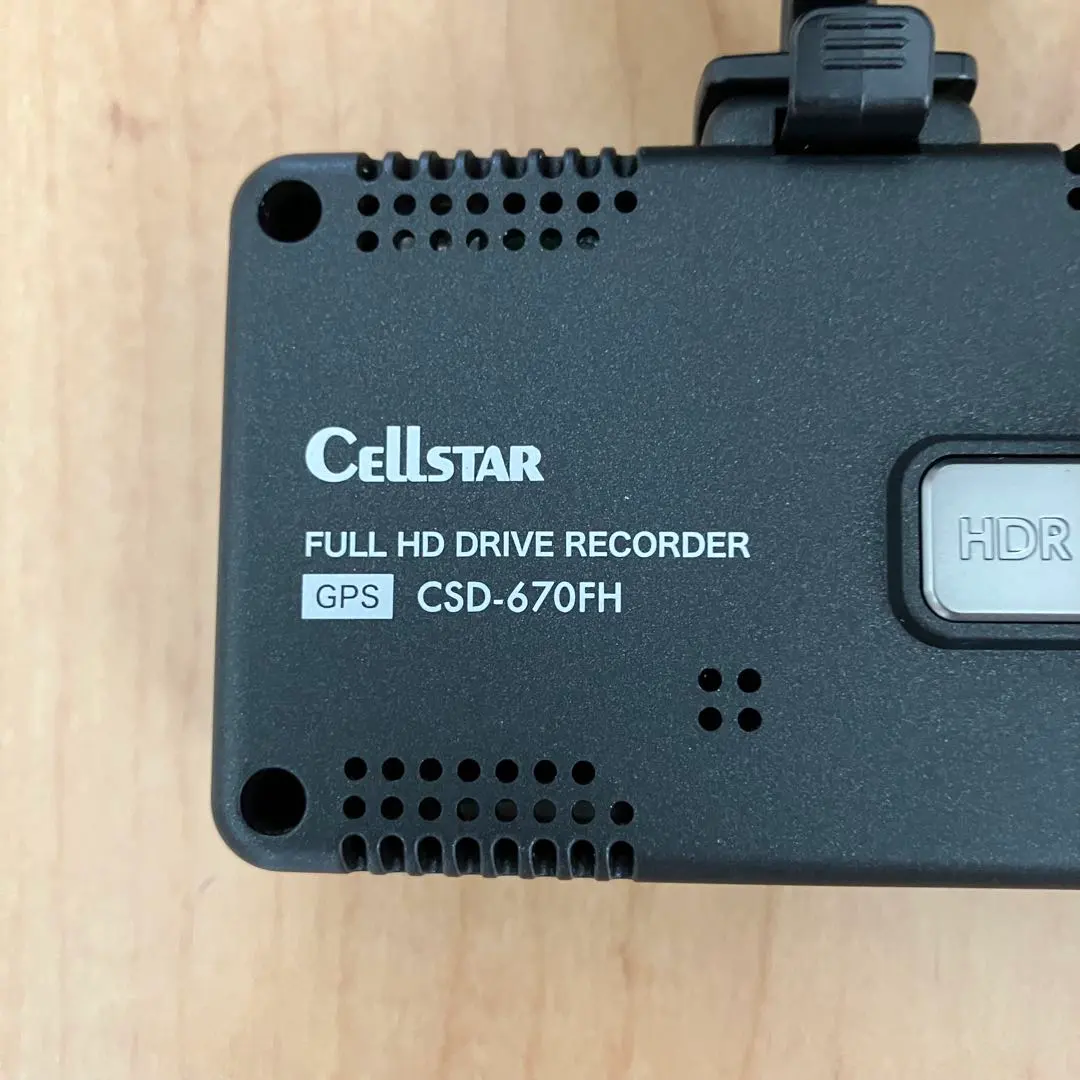 CELLSTAR
FULL HD DRIVE RECORDER
GPS CSD-670FH
HDR